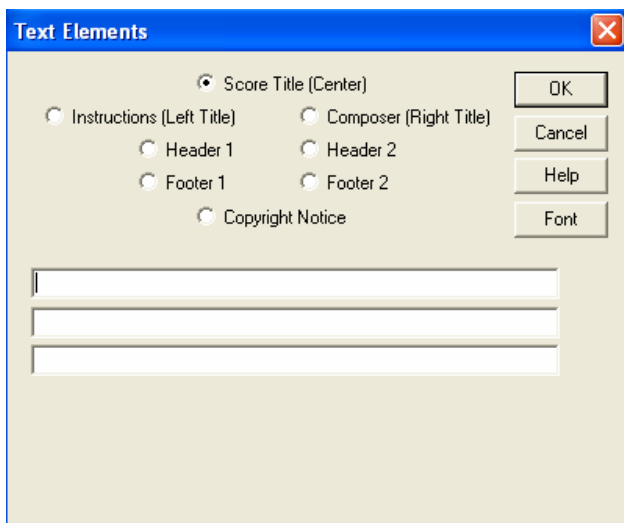 Text Elements
Score Title (Center)
OK
Instructions (Left Title) Composer (Right Title)
Cancel
Header 1 Header 2
Help
Footer 1 Footer 2
Copyright Notice
Font